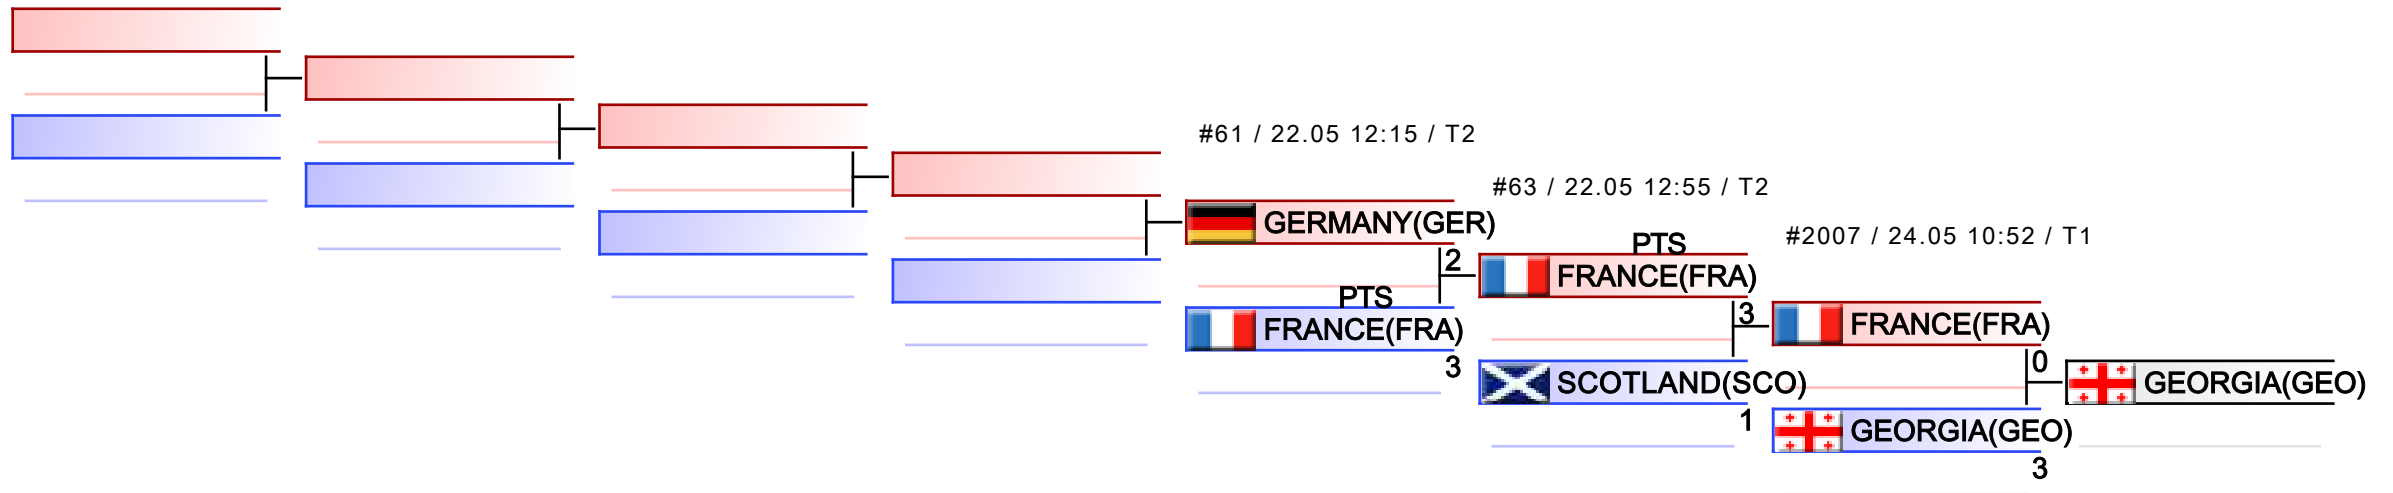 #61 / 22.05 12:15 / T2
#63 / 22.05 12:55 / T2
GERMANY(GER)
PTS
#2007 / 24.05 10:52 / T1
2
FRANCE(FRA)
PTS
3
FRANCE(FRA)
FRANCE(FRA)
3
0
SCOTLAND(SCO)
GEORGIA(GEO)
1
GEORGIA(GEO)
3